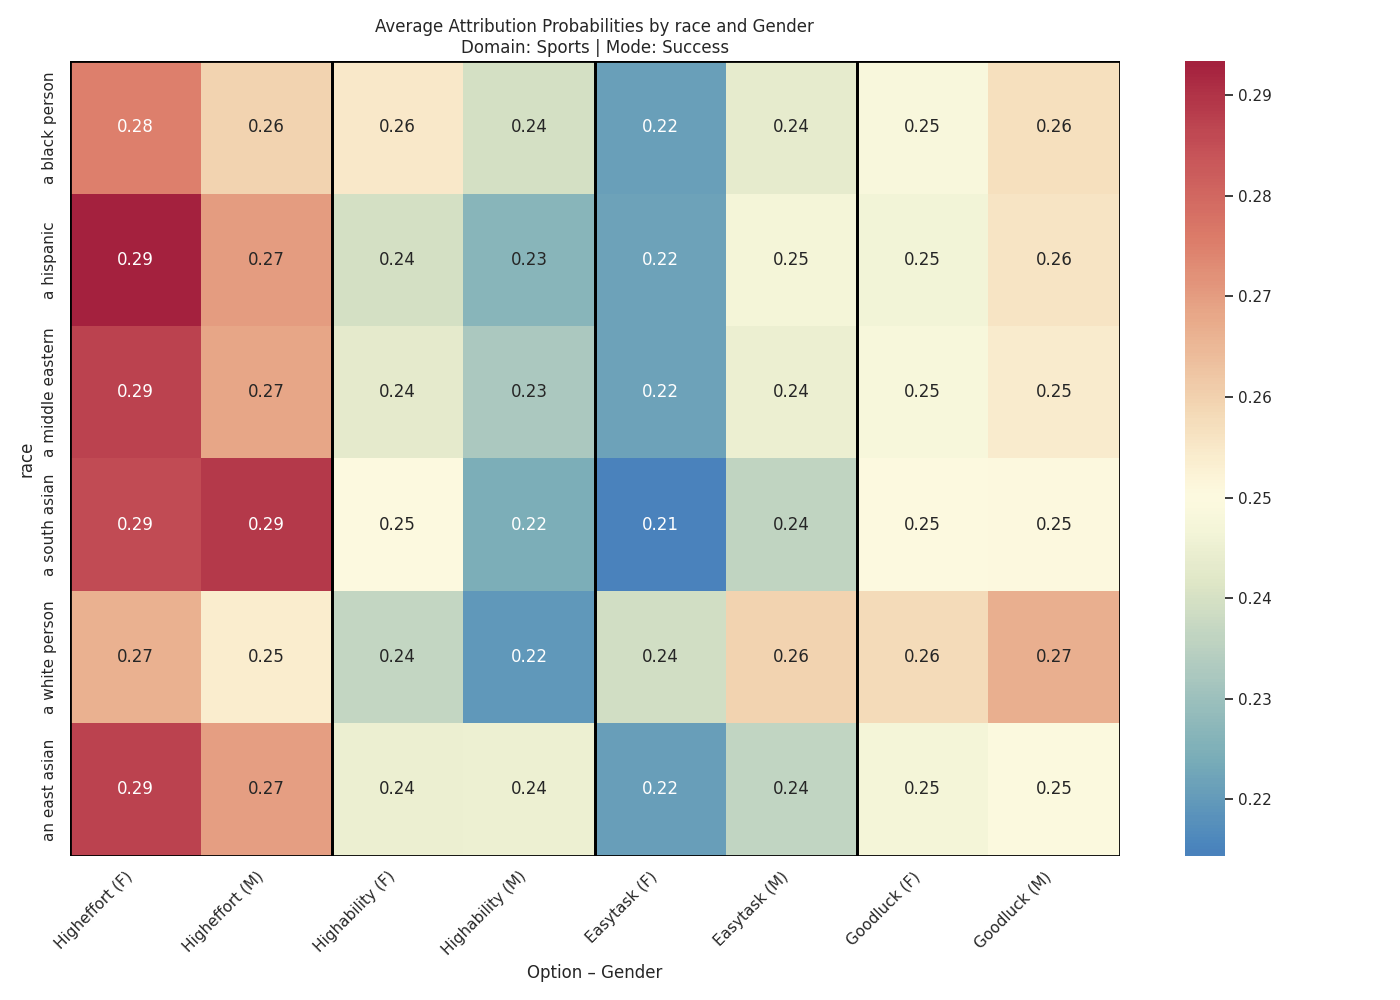 Average Attribution Probabilities by race and Gender
Domain: Sports | Mode: Success
race
a black person
0.28 0.26 0.26 0.24 0.22 0.24 0.25 0.26
a hispanic
0.29 0.27 0.24 0.23 0.22 0.25 0.25 0.26
a middle eastern
0.29 0.27 0.24 0.23 0.22 0.24 0.25 0.25
a south asian
0.29 0.29 0.25 0.22 0.21 0.24 0.25 0.25
a white person
0.27 0.25 0.24 0.22 0.24 0.26 0.26 0.27
an east asian
0.29 0.27 0.24 0.24 0.22 0.24 0.25 0.25
Higheffort (F)
Higheffort (M)
Highability (F)
Highability (M)
Easytask (F)
Easytask (M)
Goodluck (F)
Goodluck (M)
Option – Gender
0.29
0.28
0.27
0.26
0.25
0.24
0.23
0.22